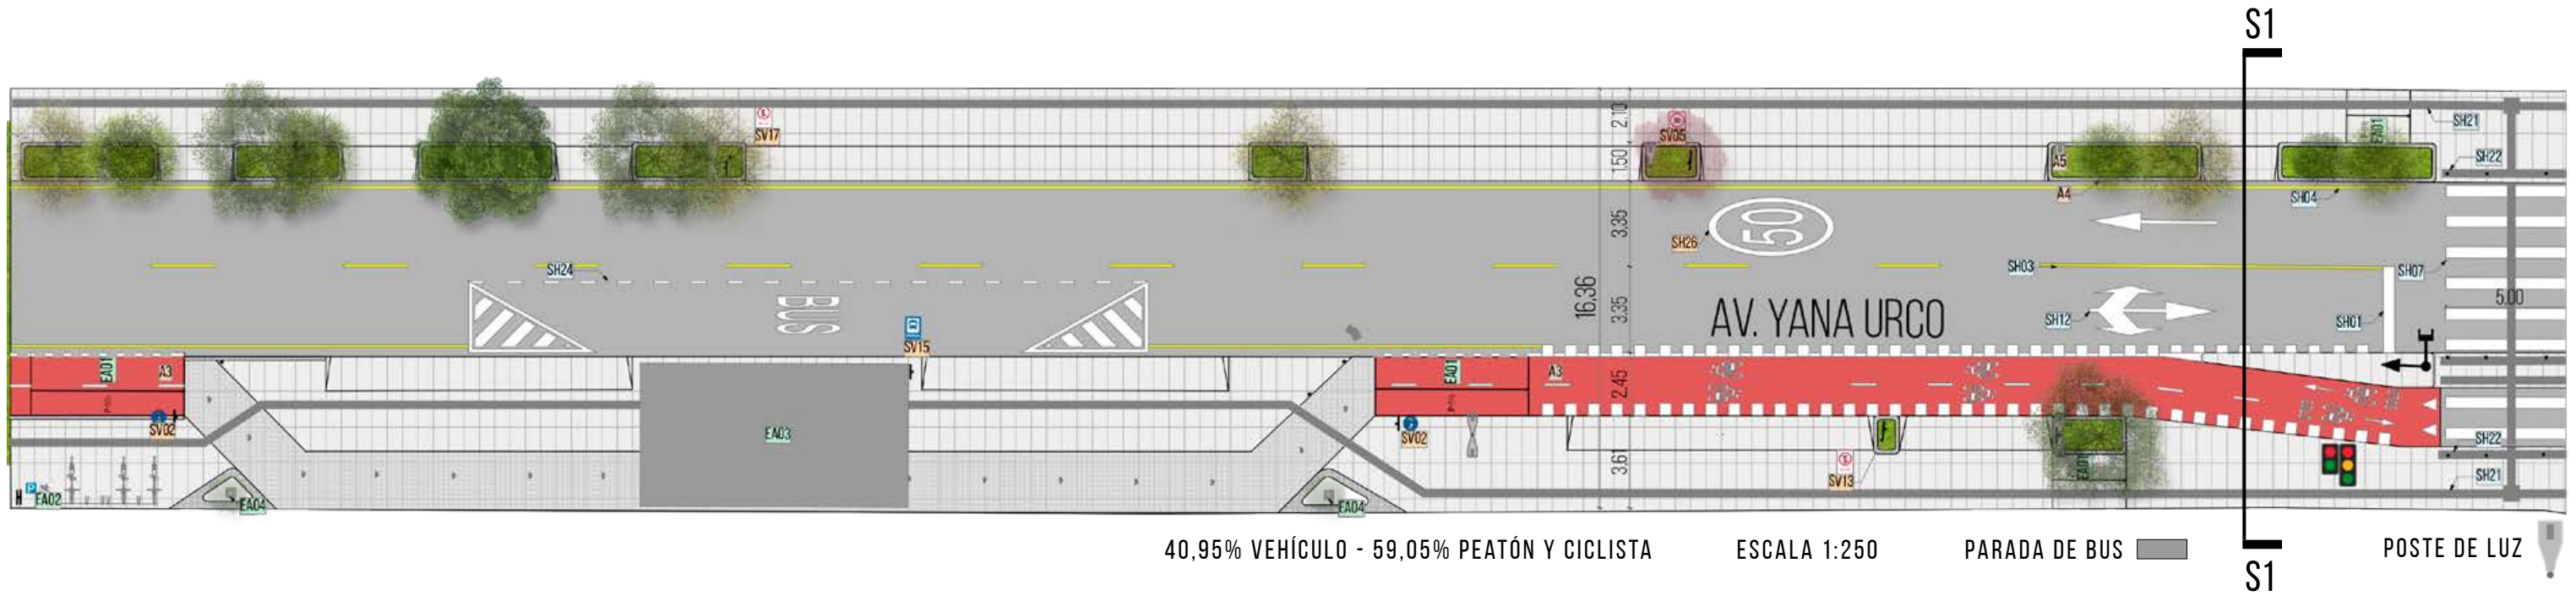 S1
SV17
SV05
2,10
1,50
EA01
SH21
SH22
A5
A4
SH04
3,35
50
SH26
SH24
SH03
SH07
BUS
16,36
3,35
AV. YANA URCO
SH12
SH01
5.00
SV15
EA01
A3
EA01
A3
2,45
SV02
EA03
SV02
3,61
SV13
EA01
SH22
SH21
P
EA02
EA04
EA04
40,95% VEHÍCULO - 59,05% PEATÓN Y CICLISTA
ESCALA 1:250
PARADA DE BUS
POSTE DE LUZ
S1